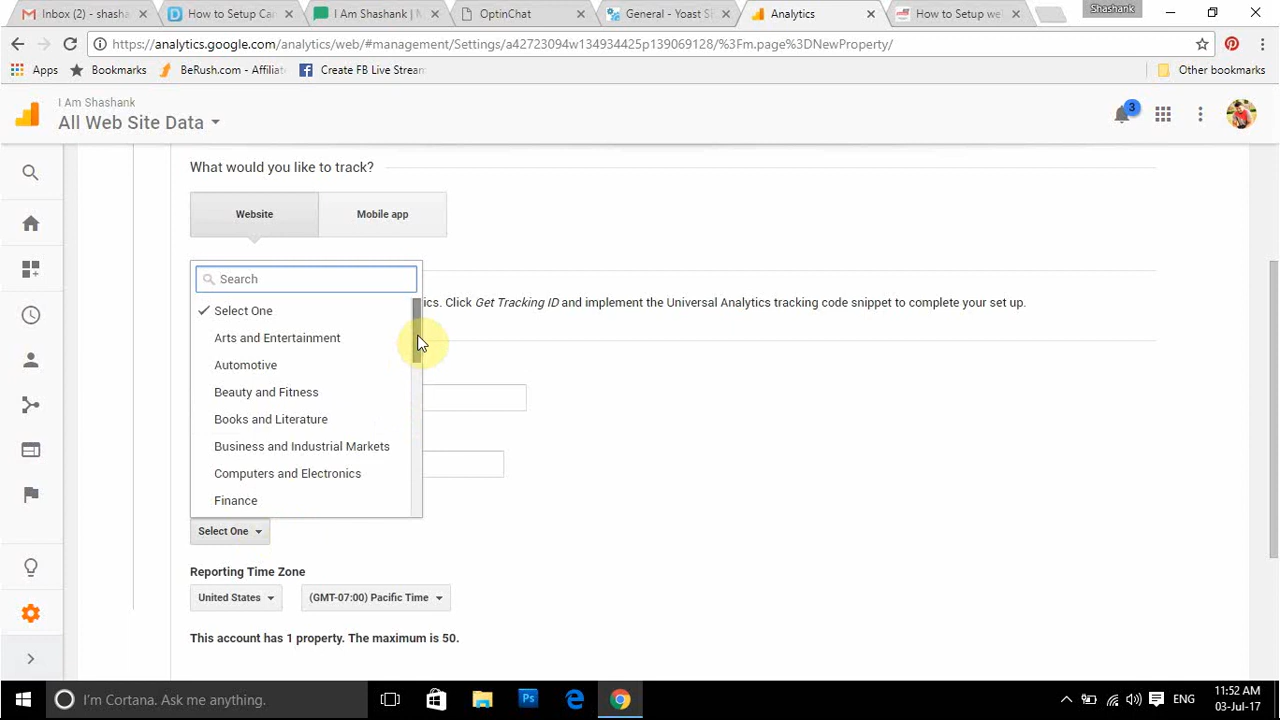 Inbox (2) - shasha
How to Setup Can
I Am Shashank | M
OptinChat
General - Yoast SE
Analytics
How to Setup we
Shashank
https://analytics.google.com/analytics/web/#management/Settings/a42723094w134934425p139069128/%3Fm.page%3DNewProperty/
Apps
Bookmarks
BeRush.com - Affiliat
Create FB Live Stream
Other bookmarks
I Am Shashank
All Web Site Data
3
What would you like to track?
Website
Mobile app
Search
Select One
ics. Click Get Tracking ID and implement the Universal Analytics tracking code snippet to complete your set up.
Arts and Entertainment
Automotive
Beauty and Fitness
Books and Literature
Business and Industrial Markets
Computers and Electronics
Finance
Select One
Reporting Time Zone
United States
(GMT-07:00) Pacific Time
This account has 1 property. The maximum is 50.
I'm Cortana. Ask me anything.
Ps
ENG
11:52 AM
03-Jul-17